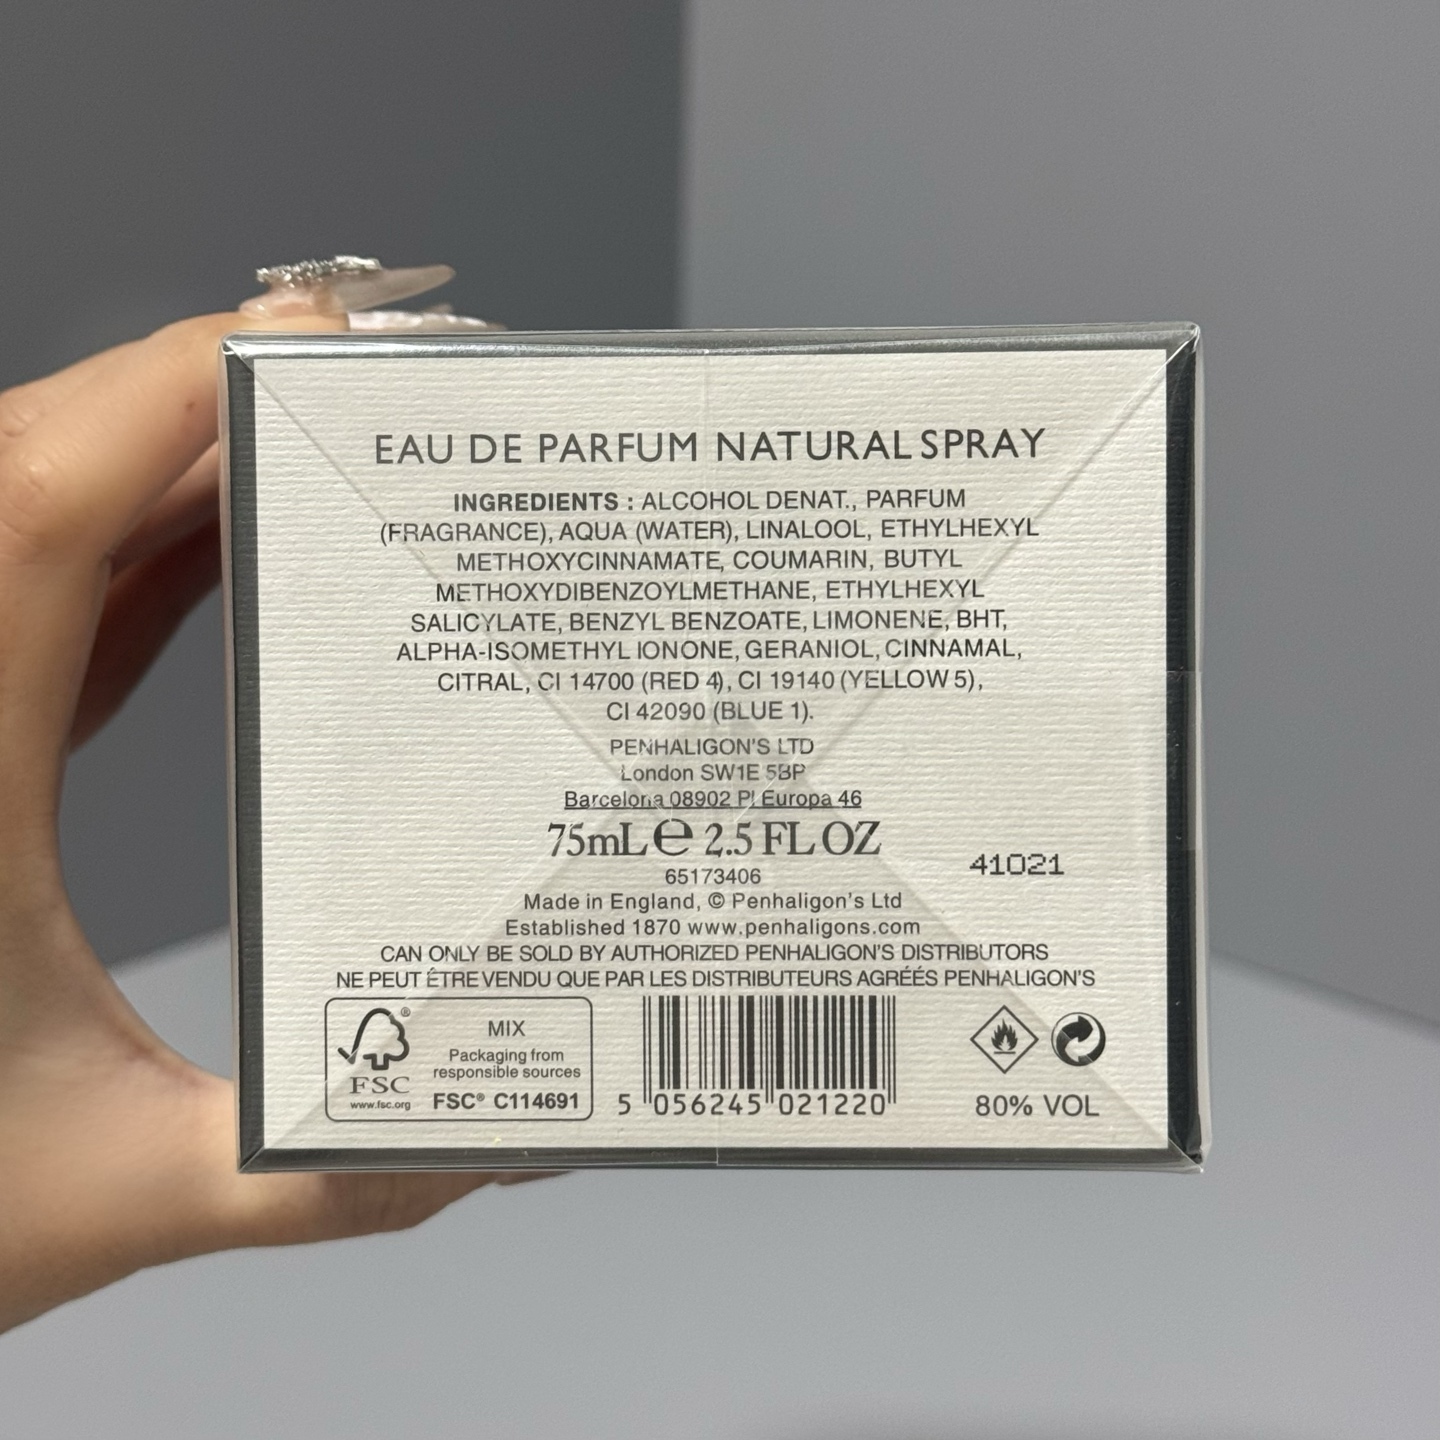 EAU DE PARFUM NATURAL SPRAY
INGREDIENTS : ALCOHOL DENAT., PARFUM
(FRAGRANCE), AQUA (WATER), LINALOOL, ETHYLHEXYL
METHOXYCINNAMATE, COUMARIN, BUTYL
METHOXYDIBENZOYLMETHANE, ETHYLHEXYL
SALICYLATE, BENZYL BENZOATE, LIMONENE, BHT,
ALPHA-ISOMETHYL IONONE, GERANIOL, CINNAMAL,
CITRAL, CI 14700 (RED 4), CI 19140 (YELLOW 5),
CI 42090 (BLUE 1).
PENHALIGON'S LTD
London SW1E 5BP
Barcelona 08902 Pl Europa 46
75mL e 2.5 FL OZ
65173406
41021
Made in England, © Penhaligon's Ltd
Established 1870 www.penhaligons.com
CAN ONLY BE SOLD BY AUTHORIZED PENHALIGON'S DISTRIBUTORS
NE PEUT ÊTRE VENDU QUE PAR LES DISTRIBUTEURS AGRÉÉS PENHALIGON'S
®
FSC
www.fsc.org
MIX
Packaging from
responsible sources
FSC® C114691
5 056245 021220
80% VOL